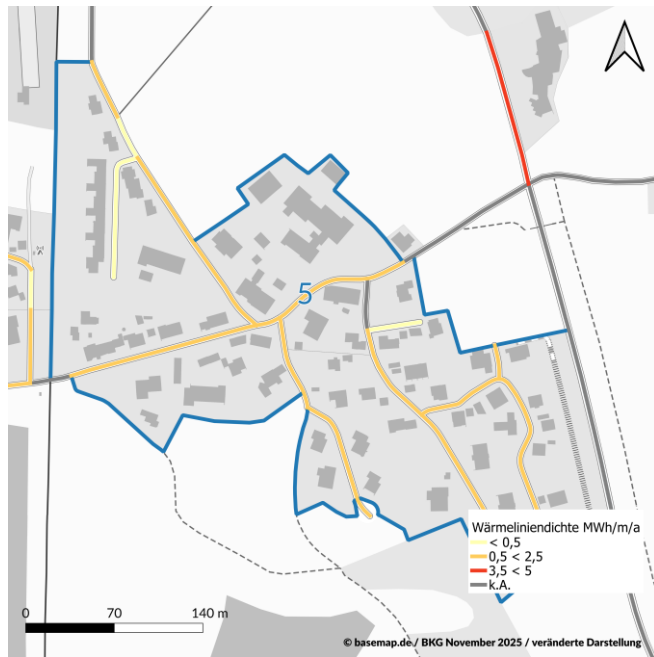 5
Wärmeliniendichte MWh/m/a
< 0,5
0,5 < 2,5
3,5 < 5
k.A.
0 70 140 m
© basemap.de / BKG November 2025 / veränderte Darstellung